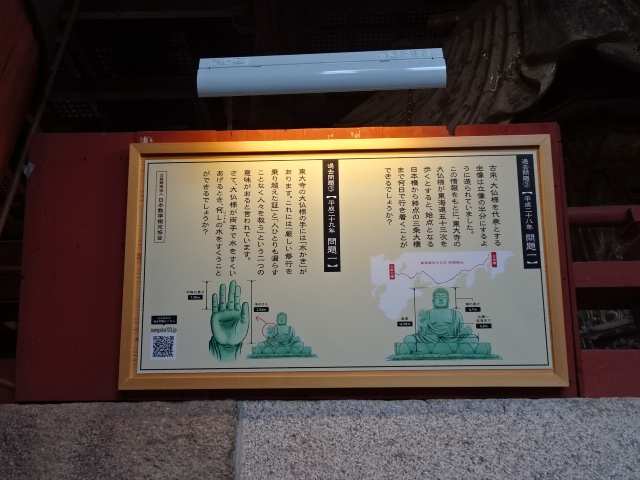 過去問題②【平成二十八年 問題一】
古来、大仏様を代表とする
坐像は立像の半分にするよ
うに造られていました。
この情報をもとに、東大寺の
大仏様が東海道五十三次を
歩くとすると、始点となる
日本橋から終点の三条大橋
まで何日で行き着くことが
できるでしょうか?
過去問題③【平成二十九年 問題一】
東大寺の大仏様の手には「水かき」が
あります。これには「厳しい修行を
乗り越えた証」と「人ひとりも漏らす
ことなく人々を救う」という二つの
意味があると言われています。
さて、大仏様が両手で水をすくい
あげるとき、何Lの水をすくうこと
ができるでしょうか?
日本数学検定協会